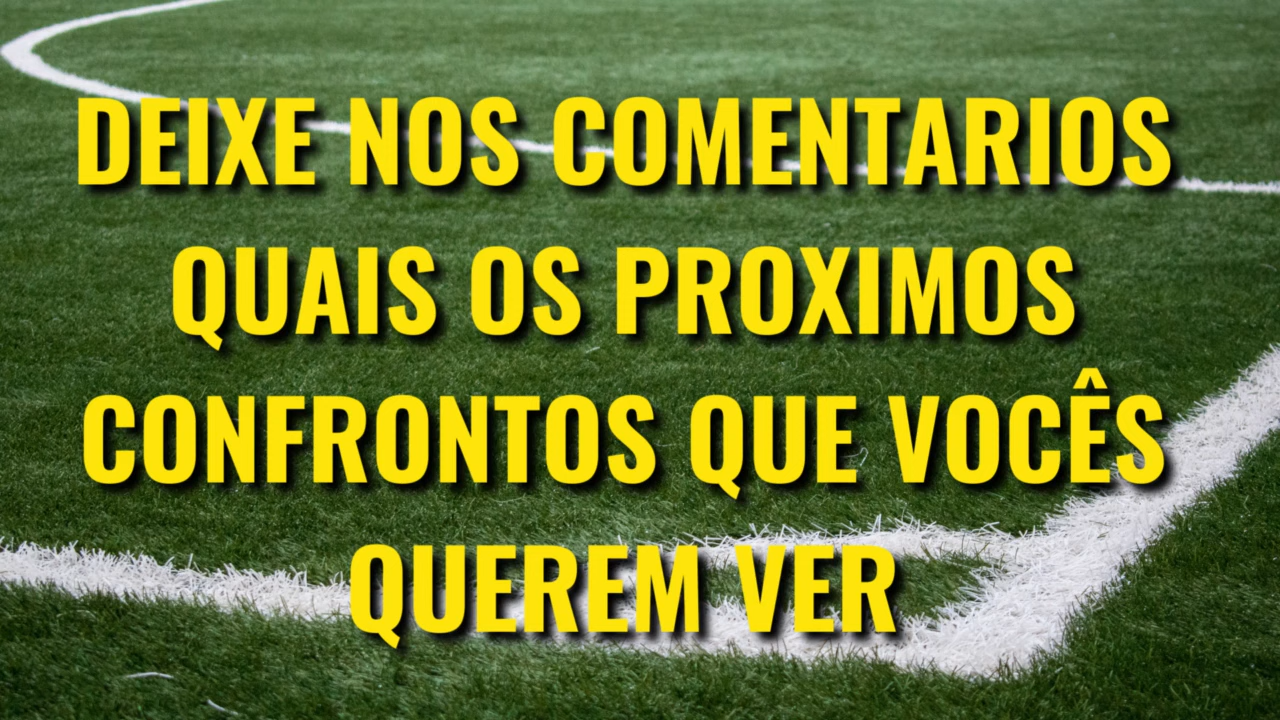 DEIXE NOS COMENTARIOS
QUAIS OS PROXIMOS
CONFRONTOS QUE VOCÊS
QUEREM VER